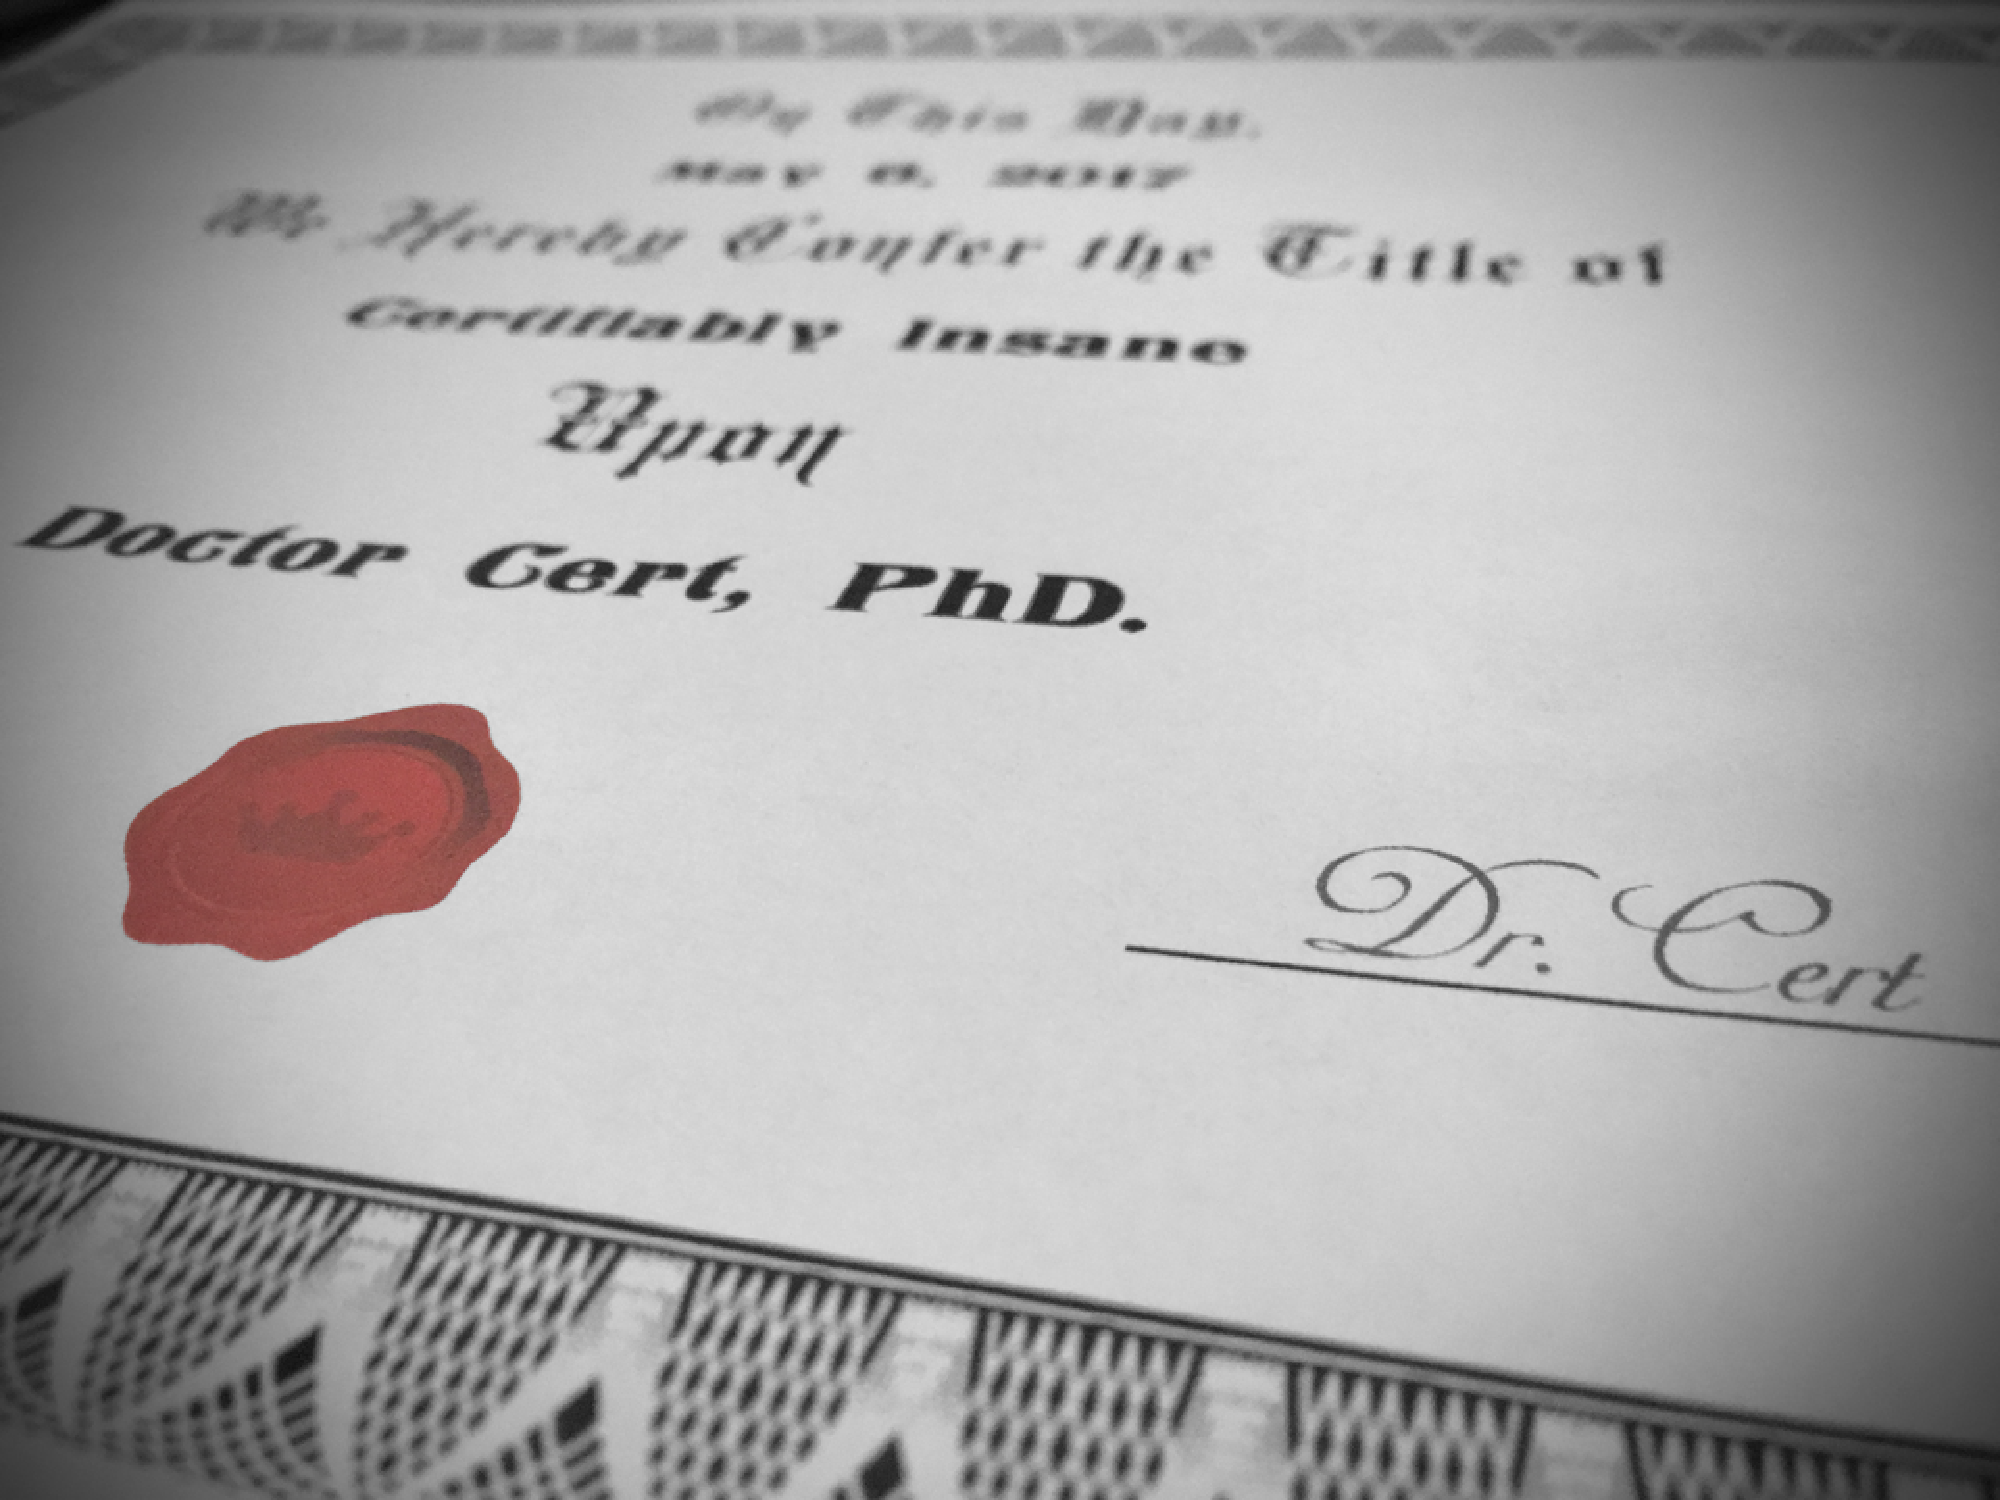 On This Day,
May 6, 2017
We Hereby Confer the Title of
Certifiably Insane
Upon
Doctor Cert, PhD.
Dr. Cert